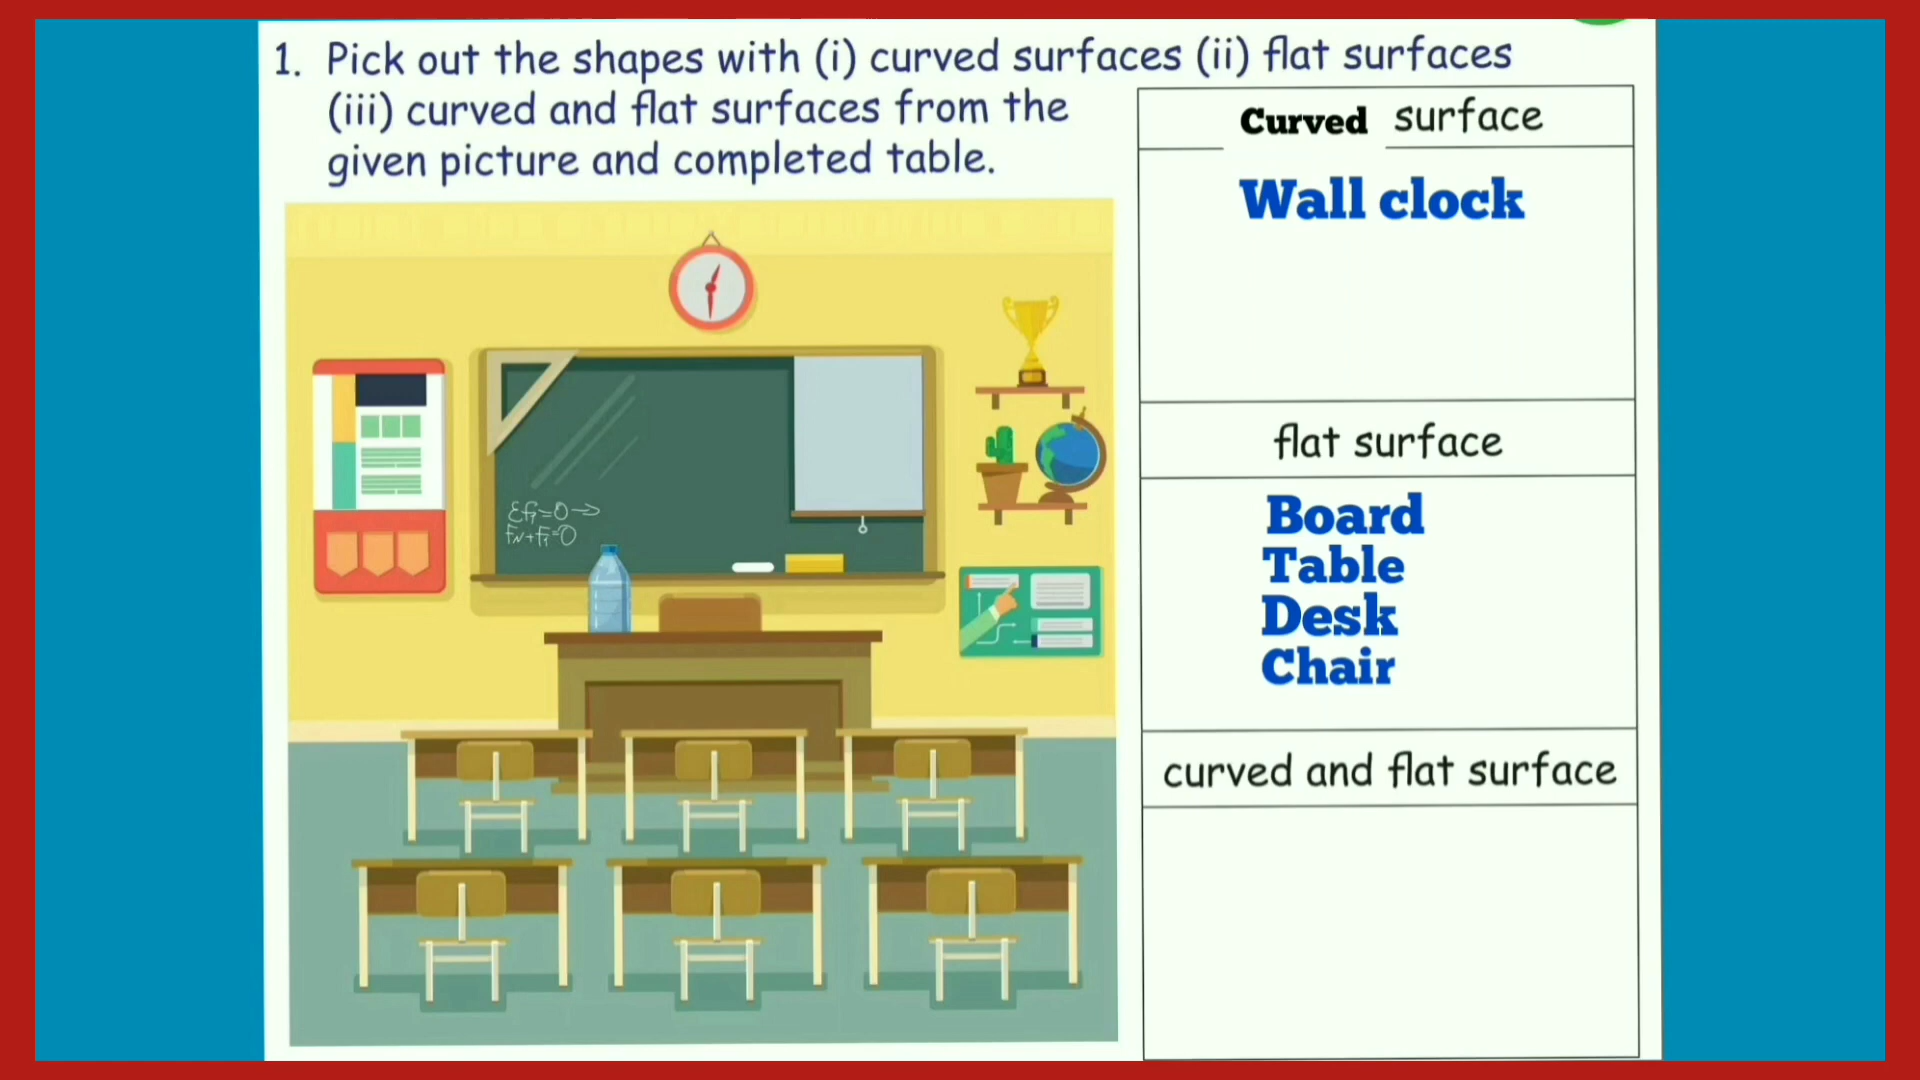 1. Pick out the shapes with (i) curved surfaces (ii) flat surfaces
(iii) curved and flat surfaces from the
given picture and completed table.
Curved surface
Wall clock
flat surface
Board
Table
Desk
Chair
curved and flat surface